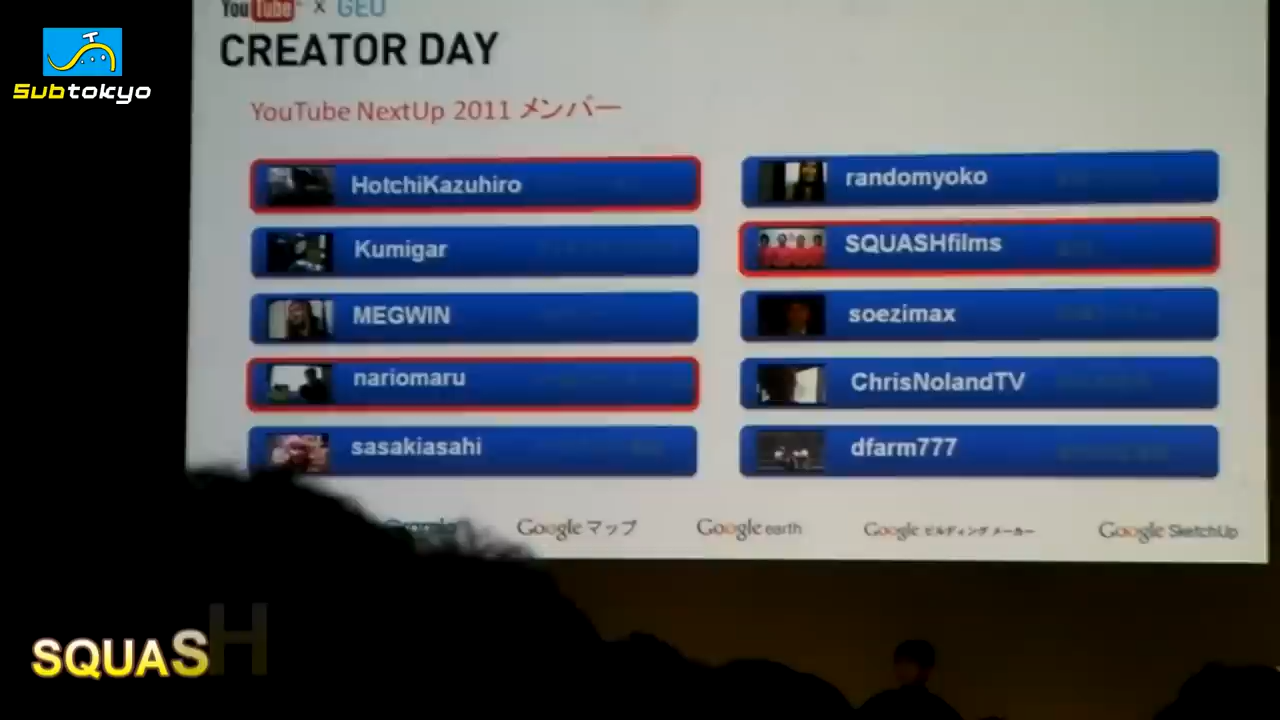 YouTube x GEO
CREATOR DAY
Subtokyo
YouTube NextUp 2011 メンバー
HotchiKazuhiro
randomyoko
Kumigar
SQUASHfilms
MEGWIN
soezimax
nariomaru
ChrisNolandTV
sasakiasahi
dfarm777
Google マップ
Google earth
Google ビルディング メーカー
Google SketchUp
SQUASH